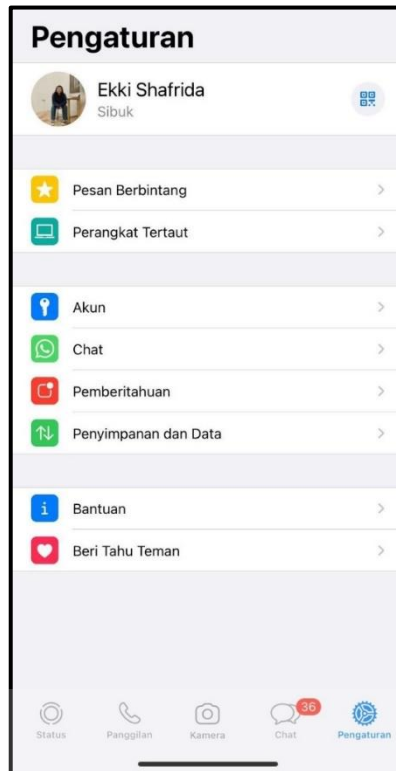 Pengaturan
Ekki Shafrida
Sibuk
Pesan Berbintang
Perangkat Tertaut
Akun
Chat
Pemberitahuan
Penyimpanan dan Data
Bantuan
Beri Tahu Teman
36
Status
Panggilan
Kamera
Chat
Pengaturan